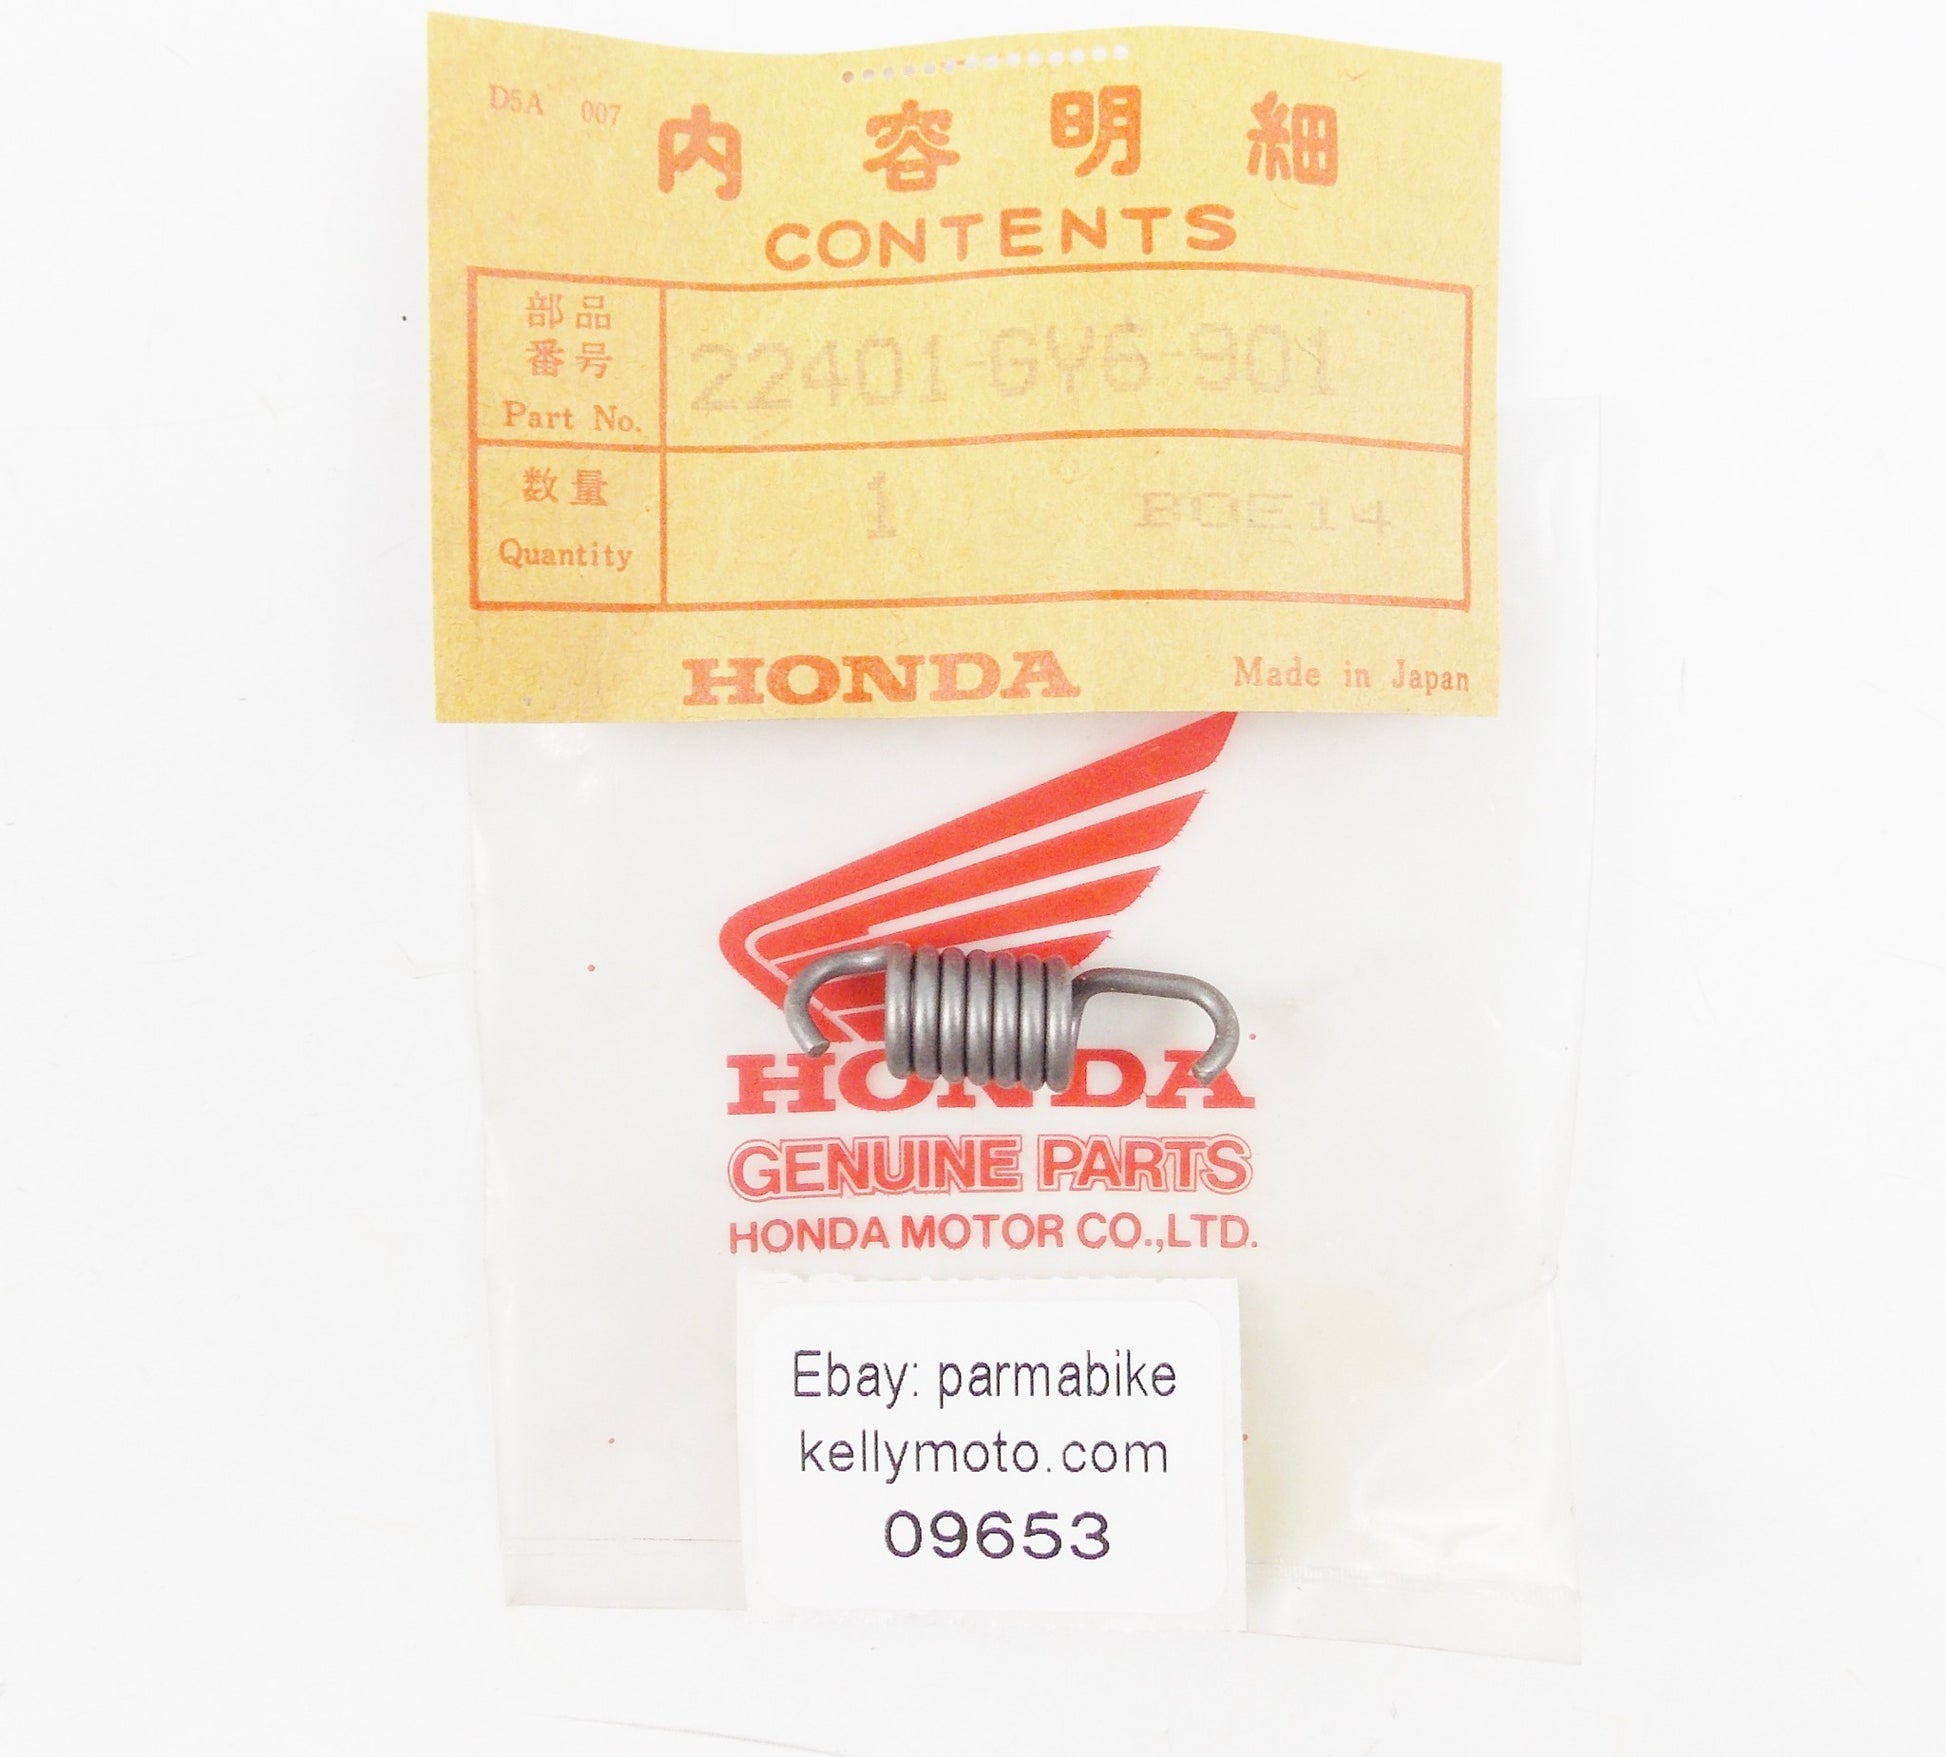 D5A 007
内容明細
CONTENTS
部品
番号
Part No.
22401-GY6-901
数量
Quantity
1
BOE14
HONDA
Made in Japan
HONDA
GENUINE PARTS
HONDA MOTOR CO.,LTD.
Ebay: parmabike
kellymoto.com
09653